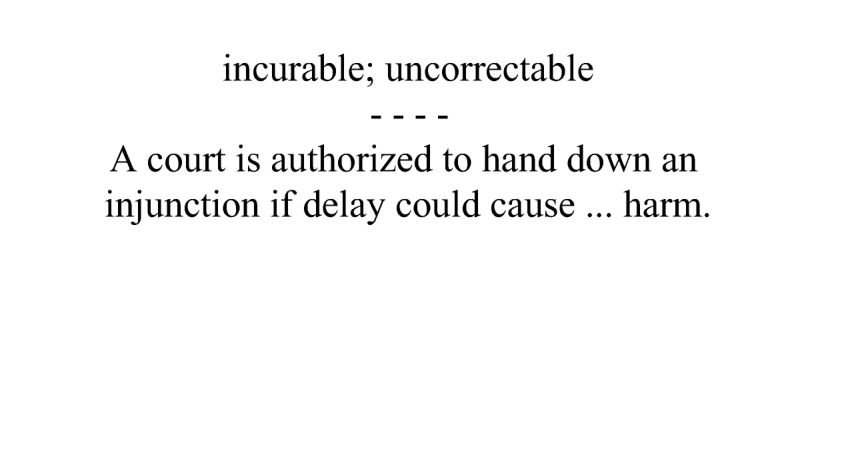 incurable; uncorrectable
- - - -
A court is authorized to hand down an
injunction if delay could cause ... harm.